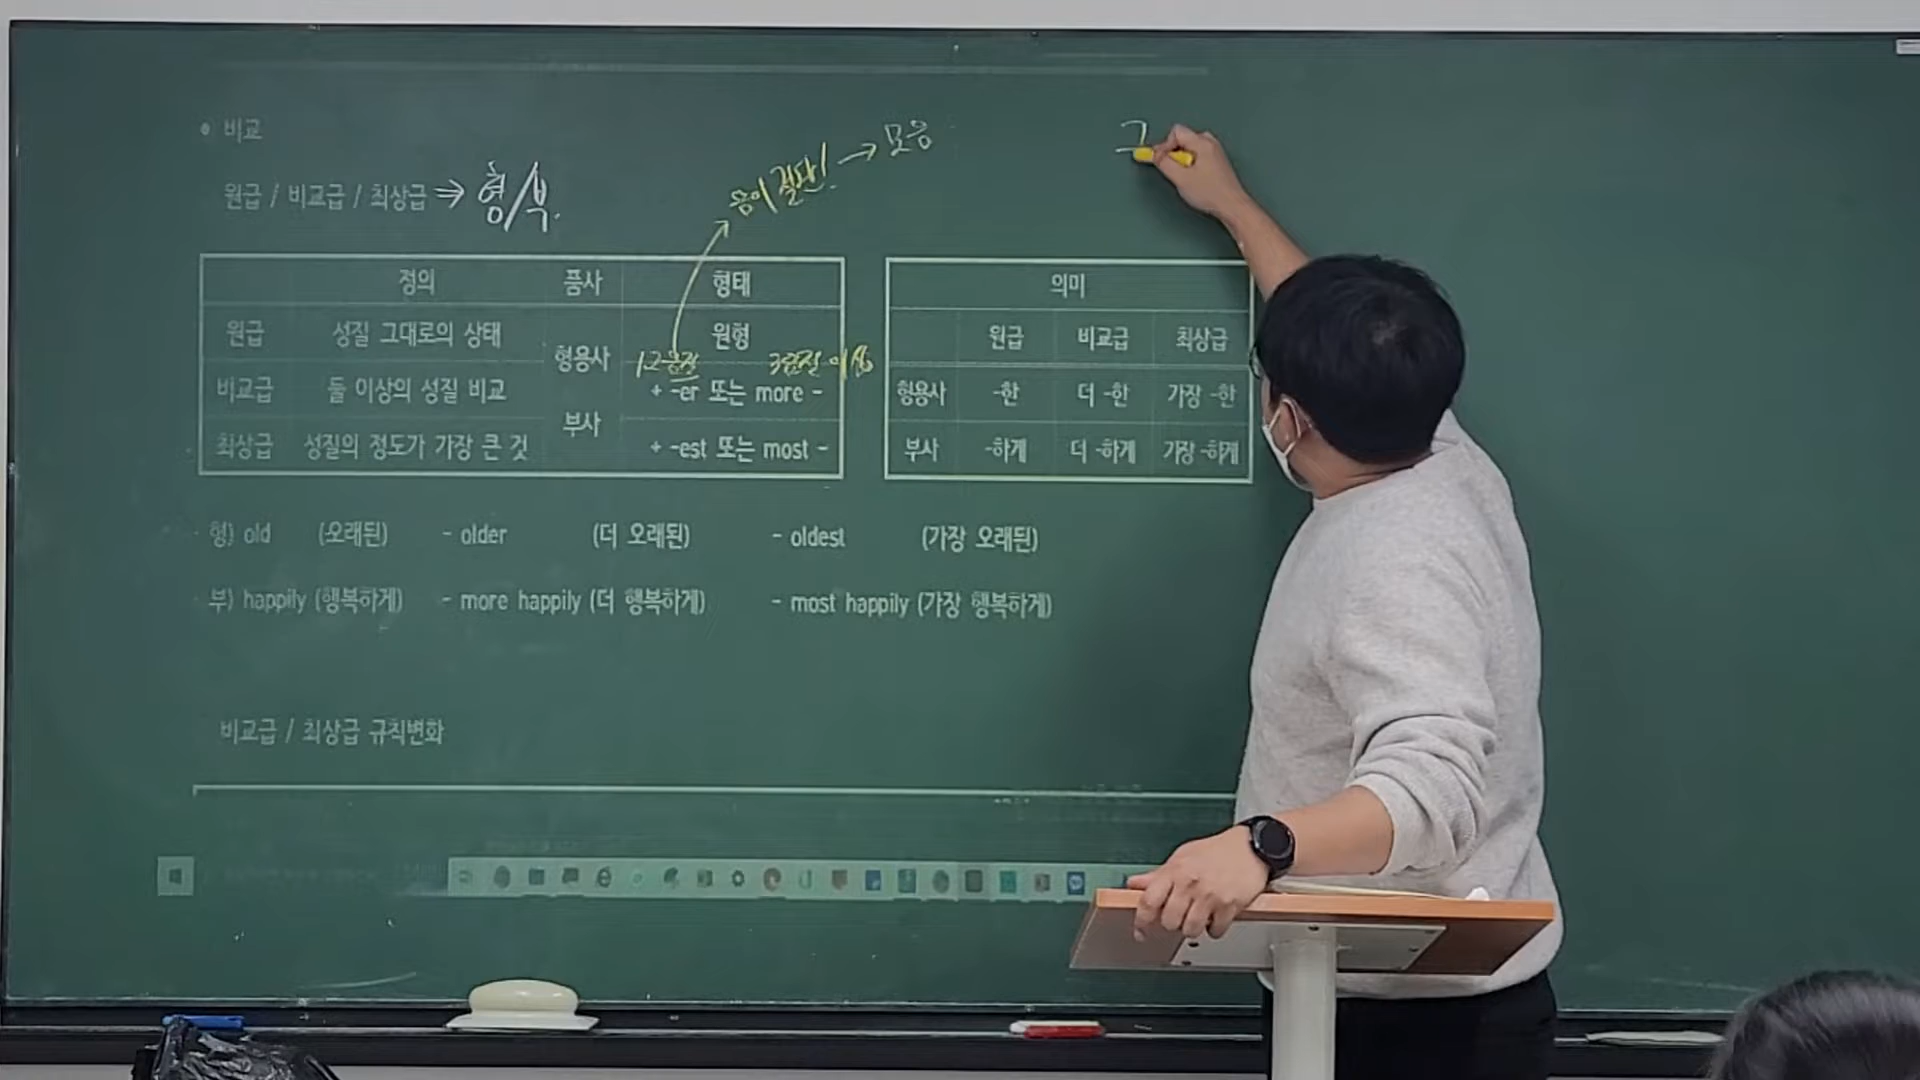 • 비교
음이 절단! → 모음
그
원급 / 비교급 / 최상급 ⇒ 형/부.
정의 품사 형태
원급 성질 그대로의 상태 형용사 원형
1,2음절 3음절 이상
비교급 둘 이상의 성질 비교 + -er 또는 more -
부사
최상급 성질의 정도가 가장 큰 것 + -est 또는 most -
의미
원급 비교급 최상급
형용사 -한 더 -한 가장 -한
부사 -하게 더 -하게 가장 -하게
형) old (오래된) - older (더 오래된) - oldest (가장 오래된)
부) happily (행복하게) - more happily (더 행복하게) - most happily (가장 행복하게)
비교급 / 최상급 규칙변화